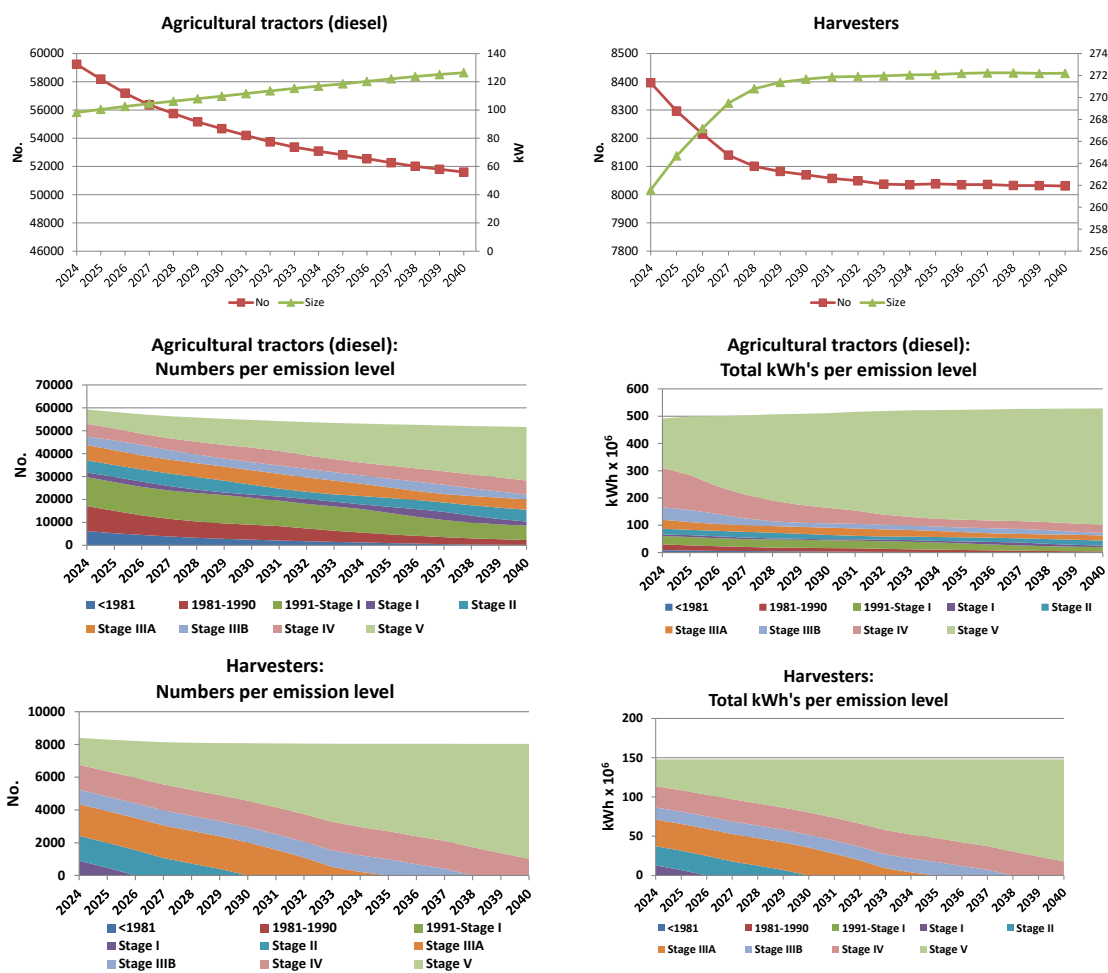 Agricultural tractors (diesel)
60000
58000
56000
54000
52000
50000
48000
46000
No.
140
120
100
80
60
40
20
0
kW
2024 2025 2026 2027 2028 2029 2030 2031 2032 2033 2034 2035 2036 2037 2038 2039 2040
No Size
Harvesters
8500
8400
8300
8200
8100
8000
7900
7800
No.
274
272
270
268
266
264
262
260
258
256
2024 2025 2026 2027 2028 2029 2030 2031 2032 2033 2034 2035 2036 2037 2038 2039 2040
No Size
Agricultural tractors (diesel):
Numbers per emission level
70000
60000
50000
40000
30000
20000
10000
0
No.
2024 2025 2026 2027 2028 2029 2030 2031 2032 2033 2034 2035 2036 2037 2038 2039 2040
<1981 1981-1990 1991-Stage I Stage I Stage II
Stage IIIA Stage IIIB Stage IV Stage V
Agricultural tractors (diesel):
Total kWh's per emission level
600
500
400
300
200
100
0
kWh x 10⁶
2024 2025 2026 2027 2028 2029 2030 2031 2032 2033 2034 2035 2036 2037 2038 2039 2040
<1981 1981-1990 1991-Stage I Stage I Stage II
Stage IIIA Stage IIIB Stage IV Stage V
Harvesters:
Numbers per emission level
10000
8000
6000
4000
2000
0
No.
2024 2025 2026 2027 2028 2029 2030 2031 2032 2033 2034 2035 2036 2037 2038 2039 2040
<1981 1981-1990 1991-Stage I
Stage I Stage II Stage IIIA
Stage IIIB Stage IV Stage V
Harvesters:
Total kWh's per emission level
200
150
100
50
0
kWh x 10⁶
2024 2025 2026 2027 2028 2029 2030 2031 2032 2033 2034 2035 2036 2037 2038 2039 2040
<1981 1981-1990 1991-Stage I Stage I Stage II
Stage IIIA Stage IIIB Stage IV Stage V